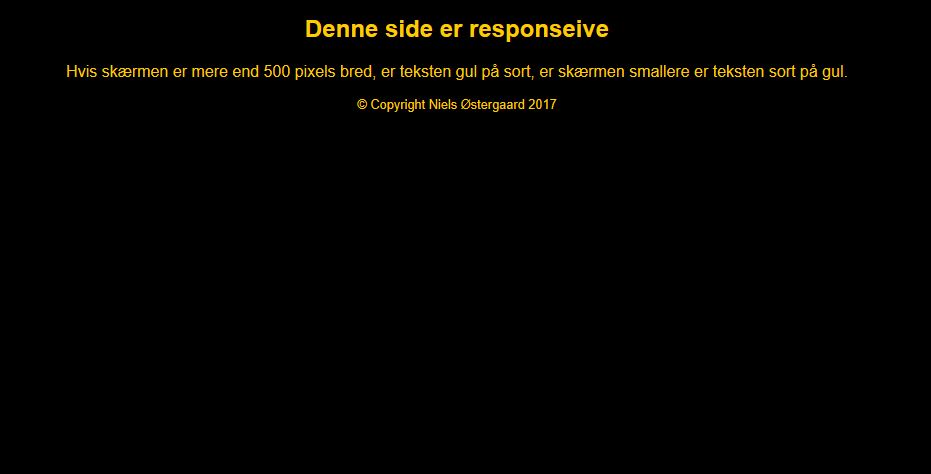 Denne side er responseive
Hvis skærmen er mere end 500 pixels bred, er teksten gul på sort, er skærmen smallere er teksten sort på gul.
© Copyright Niels Østergaard 2017